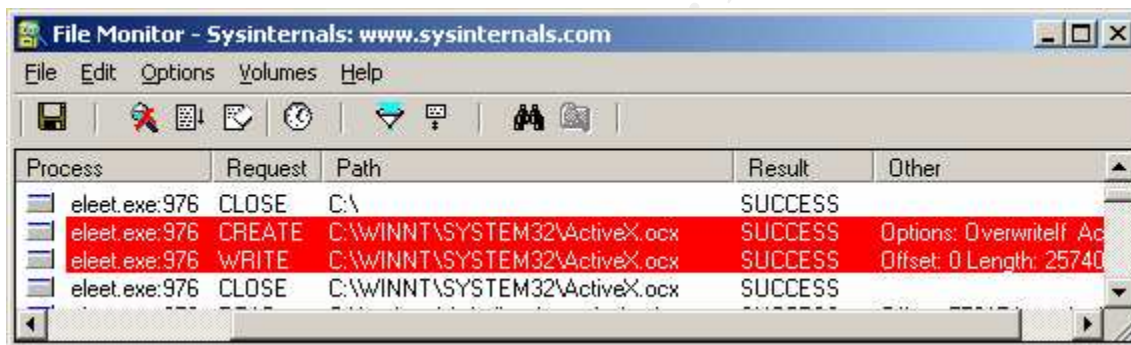 File Monitor - Sysinternals: www.sysinternals.com
File Edit Options Volumes Help
Process Request Path Result Other
eleet.exe:976 CLOSE C:\ SUCCESS
eleet.exe:976 CREATE C:\WINNT\SYSTEM32\ActiveX.ocx SUCCESS Options: OverwriteIf Ac
eleet.exe:976 WRITE C:\WINNT\SYSTEM32\ActiveX.ocx SUCCESS Offset: 0 Length: 25740
eleet.exe:976 CLOSE C:\WINNT\SYSTEM32\ActiveX.ocx SUCCESS